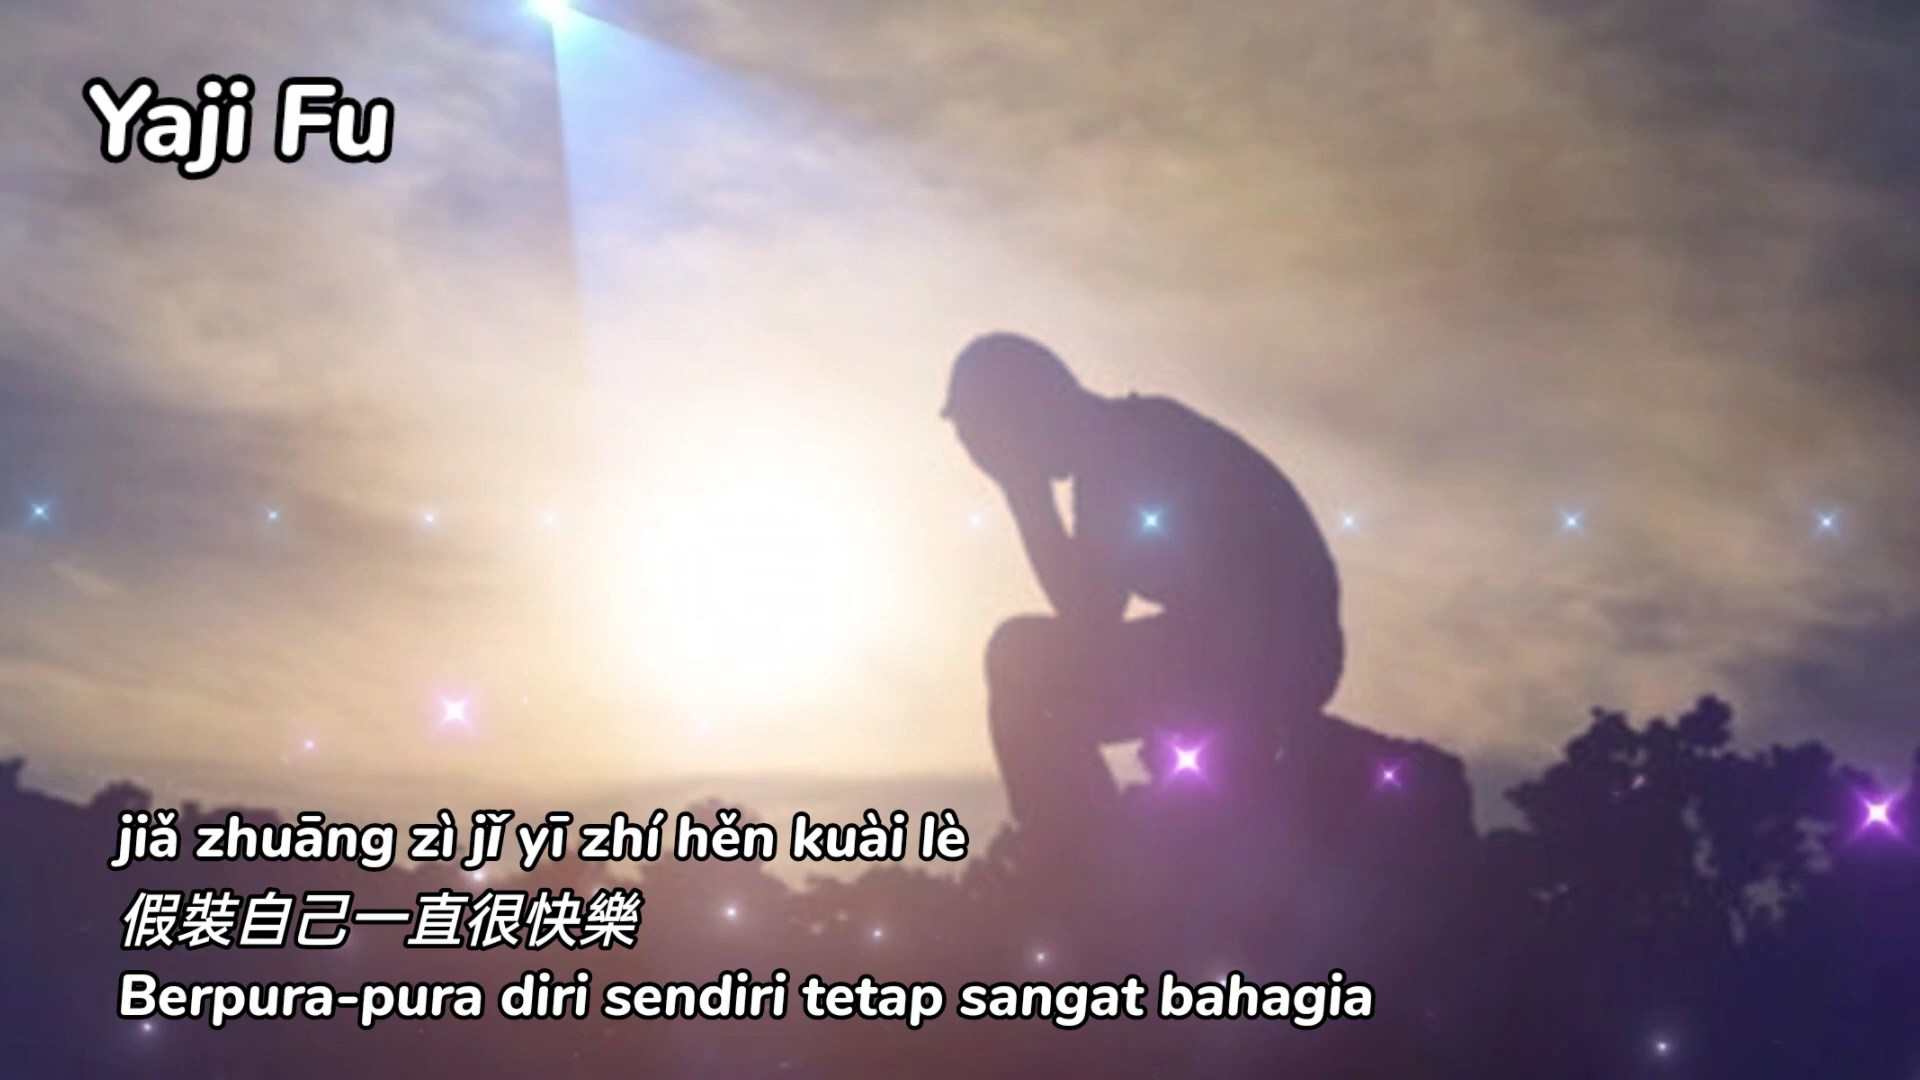 Yaji Fu
jiǎ zhuāng zì jǐ yī zhí hěn kuài lè
假裝自己一直很快樂
Berpura-pura diri sendiri tetap sangat bahagia